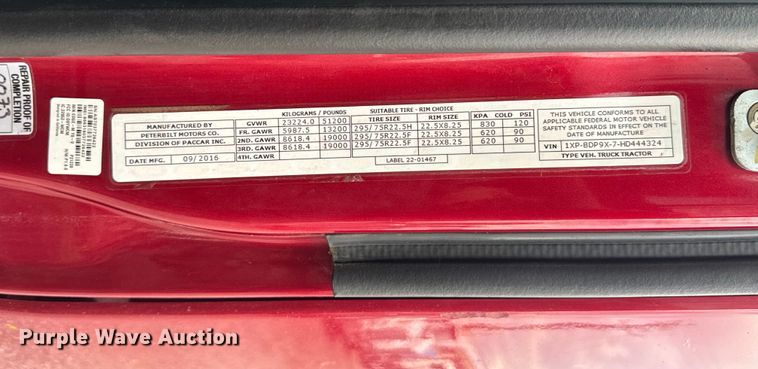 REPAIR PROOF OF
COMPLETION
0073
MANUFACTURED BY
PETERBILT MOTORS CO.
DIVISION OF PACCAR INC.
DATE MFG. 09/2016
KILOGRAMS / POUNDS SUITABLE TIRE - RIM CHOICE
GVWR 23224.0 51200 TIRE SIZE RIM SIZE KPA COLD PSI
FR. GAWR 5987.5 13200 295/75R22.5H 22.5X8.25 830 120
2ND. GAWR 8618.4 19000 295/75R22.5F 22.5X8.25 620 90
3RD. GAWR 8618.4 19000 295/75R22.5F 22.5X8.25 620 90
4TH. GAWR
LABEL 22-01467
THIS VEHICLE CONFORMS TO ALL
APPLICABLE FEDERAL MOTOR VEHICLE
SAFETY STANDARDS IN EFFECT ON THE
DATE OF MANUFACTURE
VIN 1XP-BDP9X-7-HD444324
TYPE VEH. TRUCK TRACTOR
Purple Wave Auction